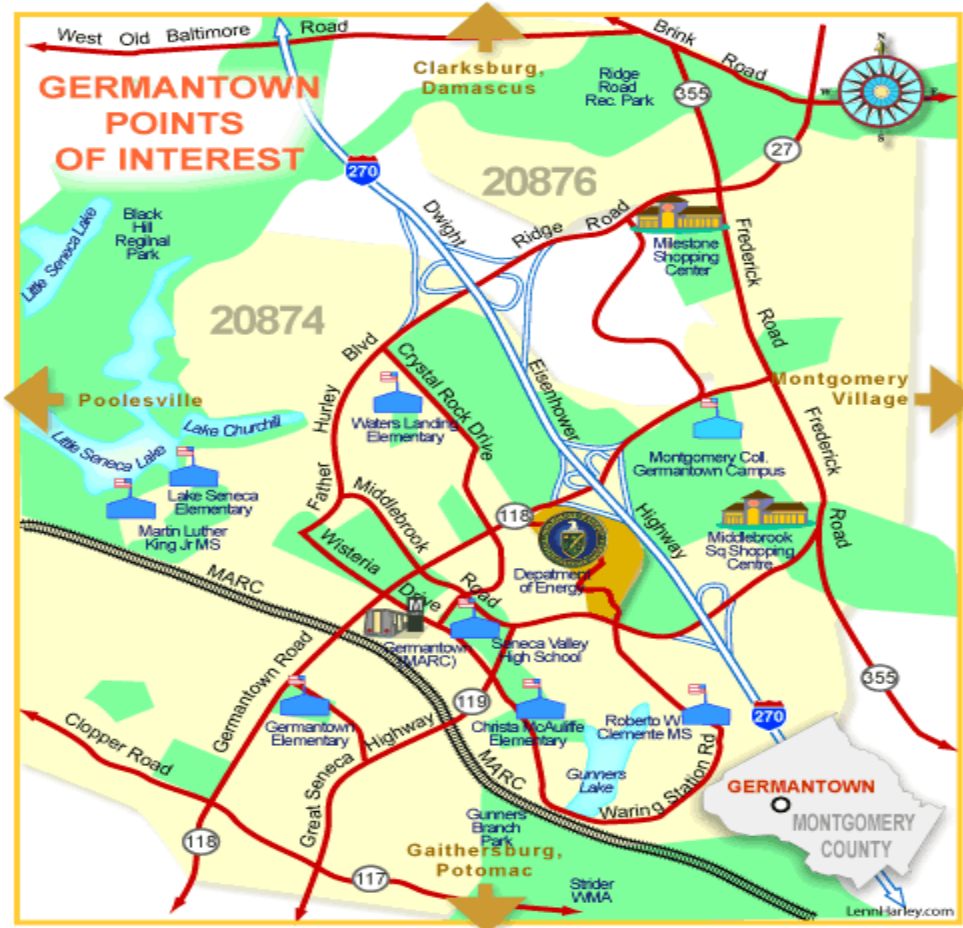 West Old Baltimore Road
Brink Road
GERMANTOWN
POINTS
OF INTEREST
Clarksburg,
Damascus
Ridge
Road
Rec. Park
355
N
W
E
S
27
270
20876
Black
Hill
Reginal
Park
Little Seneca Lake
Dwight
Ridge Road
Milestone
Shopping
Center
Frederick
Road
20874
Blvd
Crystal Rock Drive
Eisenhower
Poolesville
Montgomery
Village
Hurley
Waters Landing
Elementary
Lake Churchill
Little Seneca Lake
Frederick
Road
Montgomery Coll.
Germantown Campus
Lake Seneca
Elementary
Father
Middlebrook
Road
118
Highway
Martin Luther
King Jr MS
Wisteria
Drive
Middlebrook
Sq Shopping
Centre
Depatment
of Energy
MARC
M
Germantown
(MARC)
Seneca Valley
High School
Germantown Road
355
119
Germantown
Elementary
Highway
Christa McAuliffe
Elementary
Roberto W
Clemente MS
270
Clopper Road
Great Seneca
MARC
Gunners
Lake
Waring Station Rd
GERMANTOWN
MONTGOMERY
COUNTY
Gunners
Branch
Park
118
Gaithersburg,
Potomac
117
Strider
WMA
LennHarley.com